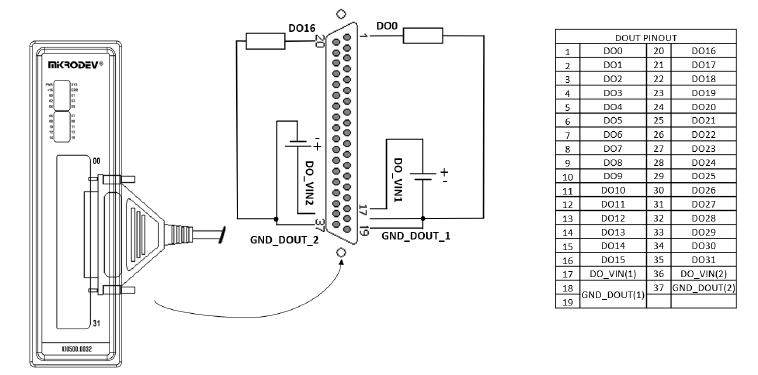 DO16
DO0
20
1
MIKRODEV®
00
31
DO_VIN2
DO_VIN1
- +
+ -
37
17
19
GND_DOUT_2
GND_DOUT_1
DOUT PINOUT
1 DO0 20 DO16
2 DO1 21 DO17
3 DO2 22 DO18
4 DO3 23 DO19
5 DO4 24 DO20
6 DO5 25 DO21
7 DO6 26 DO22
8 DO7 27 DO23
9 DO8 28 DO24
10 DO9 29 DO25
11 DO10 30 DO26
12 DO11 31 DO27
13 DO12 32 DO28
14 DO13 33 DO29
15 DO14 34 DO30
16 DO15 35 DO31
17 DO_VIN(1) 36 DO_VIN(2)
18 GND_DOUT(1) 37 GND_DOUT(2)
19